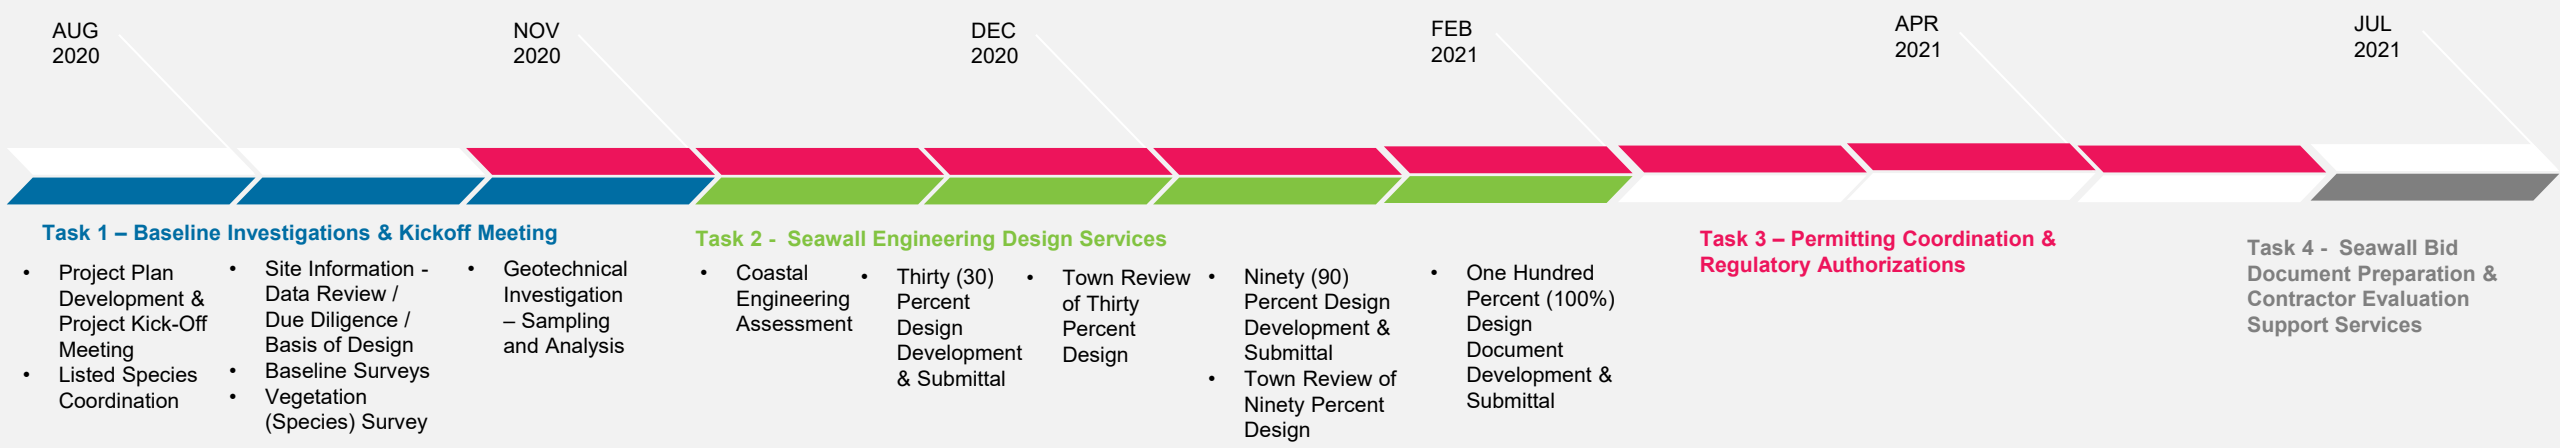 AUG
2020
NOV
2020
DEC
2020
FEB
2021
APR
2021
JUL
2021
Task 1 – Baseline Investigations & Kickoff Meeting
• Project Plan
Development &
Project Kick-Off
Meeting
• Listed Species
Coordination
• Site Information -
Data Review /
Due Diligence /
Basis of Design
• Baseline Surveys
• Vegetation
(Species) Survey
• Geotechnical
Investigation
– Sampling
and Analysis
Task 2 - Seawall Engineering Design Services
• Coastal
Engineering
Assessment
• Thirty (30)
Percent
Design
Development
& Submittal
• Town Review
of Thirty
Percent
Design
• Ninety (90)
Percent Design
Development &
Submittal
• Town Review of
Ninety Percent
Design
• One Hundred
Percent (100%)
Design
Document
Development &
Submittal
Task 3 – Permitting Coordination &
Regulatory Authorizations
Task 4 - Seawall Bid
Document Preparation &
Contractor Evaluation
Support Services